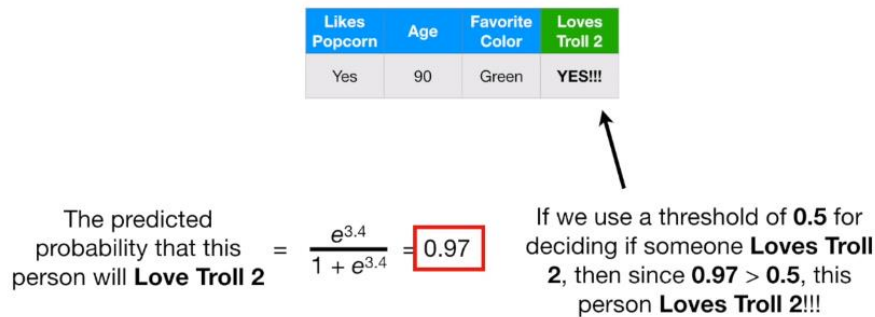 Likes Popcorn Age Favorite Color Loves Troll 2
Yes 90 Green YES!!!
The predicted
probability that this
person will Love Troll 2
= e^3.4 / (1 + e^3.4) = 0.97
If we use a threshold of 0.5 for
deciding if someone Loves Troll
2, then since 0.97 > 0.5, this
person Loves Troll 2!!!